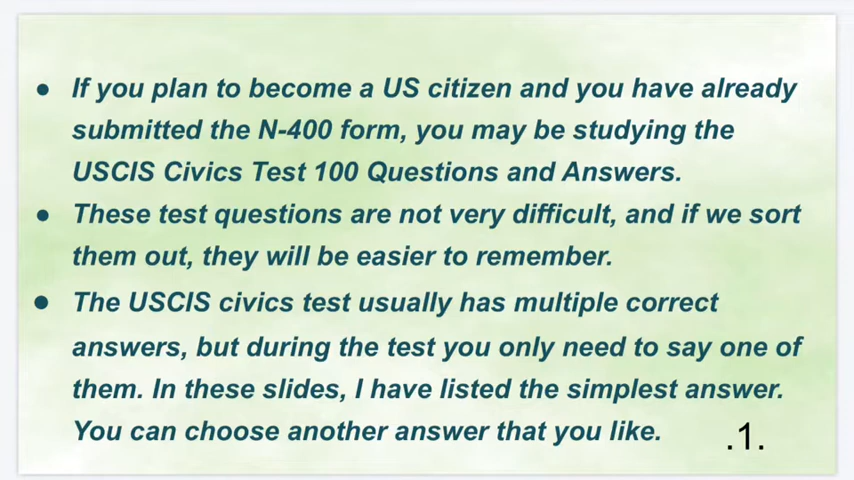 ● If you plan to become a US citizen and you have already
submitted the N-400 form, you may be studying the
USCIS Civics Test 100 Questions and Answers.
● These test questions are not very difficult, and if we sort
them out, they will be easier to remember.
● The USCIS civics test usually has multiple correct
answers, but during the test you only need to say one of
them. In these slides, I have listed the simplest answer.
You can choose another answer that you like.
.1.